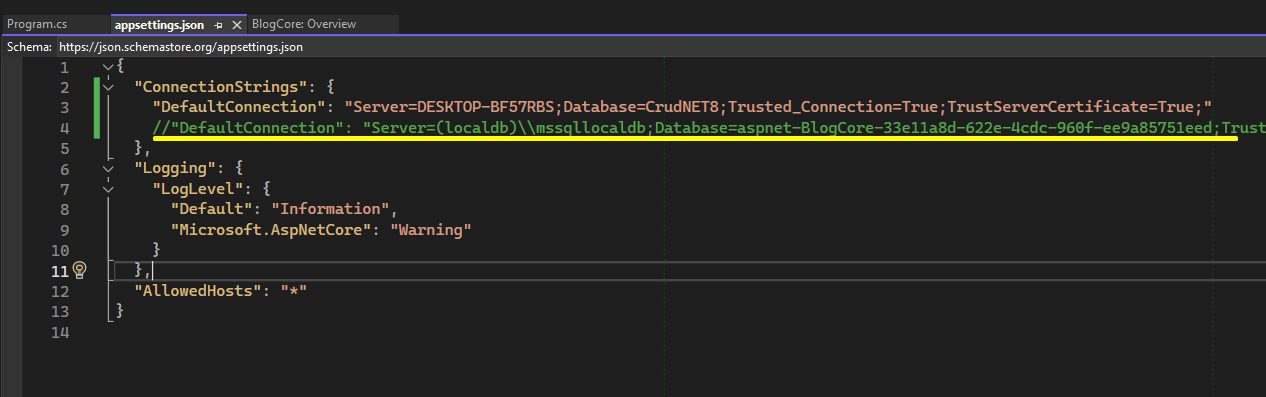 Program.cs appsettings.json BlogCore: Overview
Schema: https://json.schemastore.org/appsettings.json
1 {
2 "ConnectionStrings": {
3 "DefaultConnection": "Server=DESKTOP-BF57RBS;Database=CrudNET8;Trusted_Connection=True;TrustServerCertificate=True;"
4 //"DefaultConnection": "Server=(localdb)\\mssqllocaldb;Database=aspnet-BlogCore-33e11a8d-622e-4cdc-960f-ee9a85751eed;Trust
5 },
6 "Logging": {
7 "LogLevel": {
8 "Default": "Information",
9 "Microsoft.AspNetCore": "Warning"
10 }
11 },
12 "AllowedHosts": "*"
13 }
14